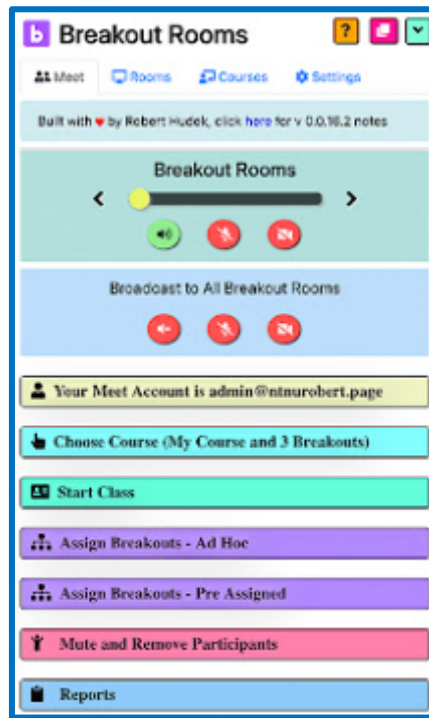 b Breakout Rooms ?
Meet Rooms Courses Settings
Built with ♥ by Robert Hudek, click here for v 0.0.16.2 notes
Breakout Rooms
Broadcast to All Breakout Rooms
Your Meet Account is admin@ntnurobert.page
Choose Course (My Course and 3 Breakouts)
Start Class
Assign Breakouts - Ad Hoc
Assign Breakouts - Pre Assigned
Mute and Remove Participants
Reports